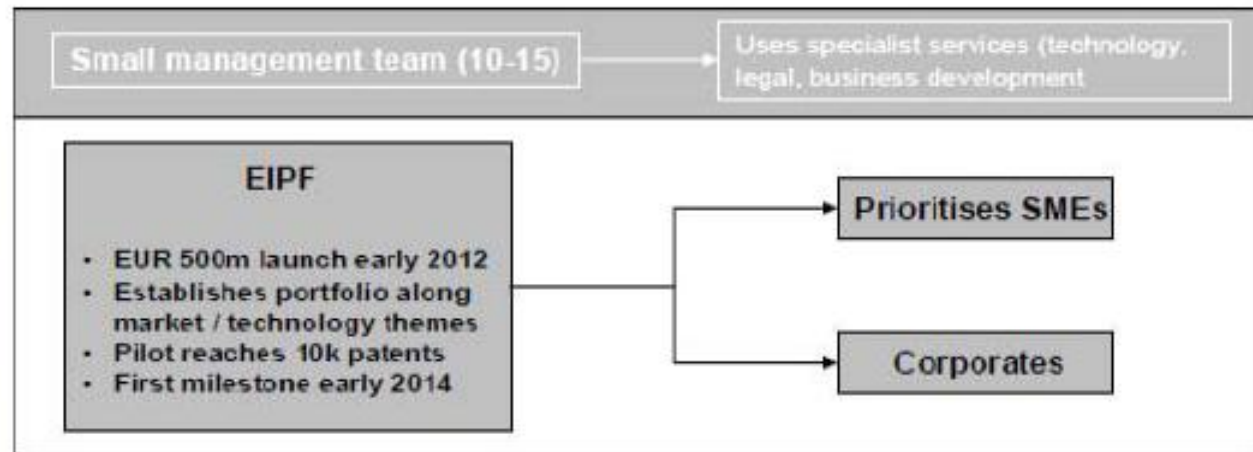 Small management team (10-15)
Uses specialist services (technology,
legal, business development
EIPF
• EUR 500m launch early 2012
• Establishes portfolio along
market / technology themes
• Pilot reaches 10k patents
• First milestone early 2014
Prioritises SMEs
Corporates